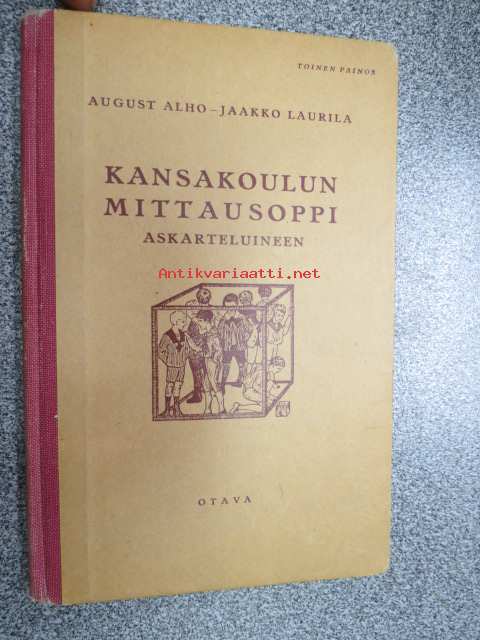 TOINEN PAINOS
AUGUST ALHO – JAAKKO LAURILA
KANSAKOULUN
MITTAUSOPPI
ASKARTELUINEEN
Antikvariaatti.net
OTAVA